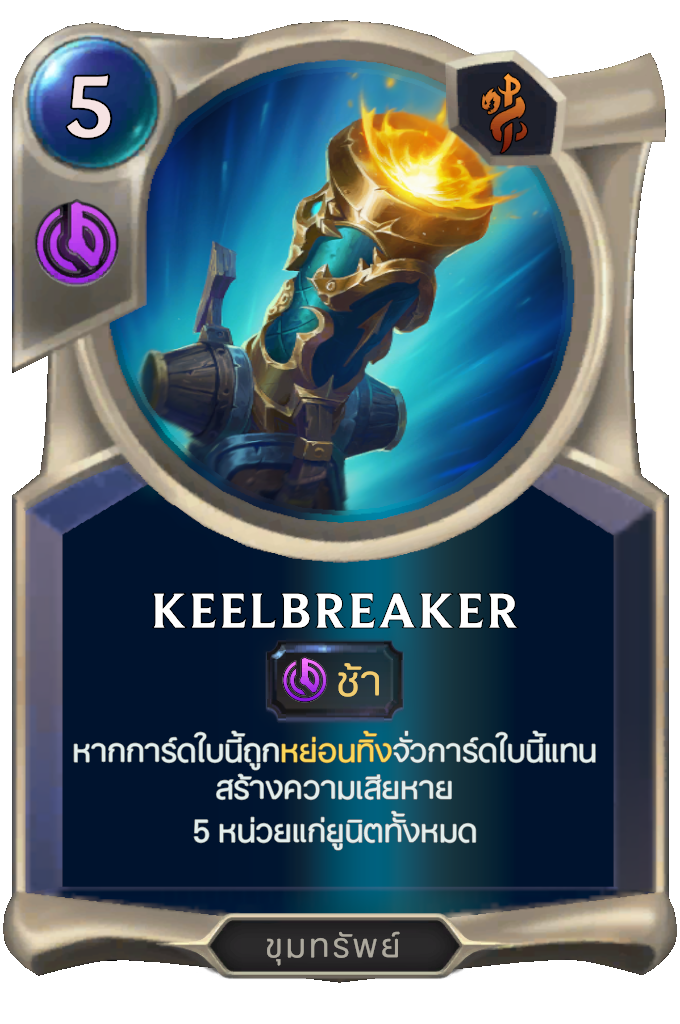 5
KEELBREAKER
ช้า
หากการ์ดใบนี้ถูกหย่อนทิ้งจั่วการ์ดใบนี้แทน
สร้างความเสียหาย
5 หน่วยแก่ยูนิตทั้งหมด
ขุมทรัพย์